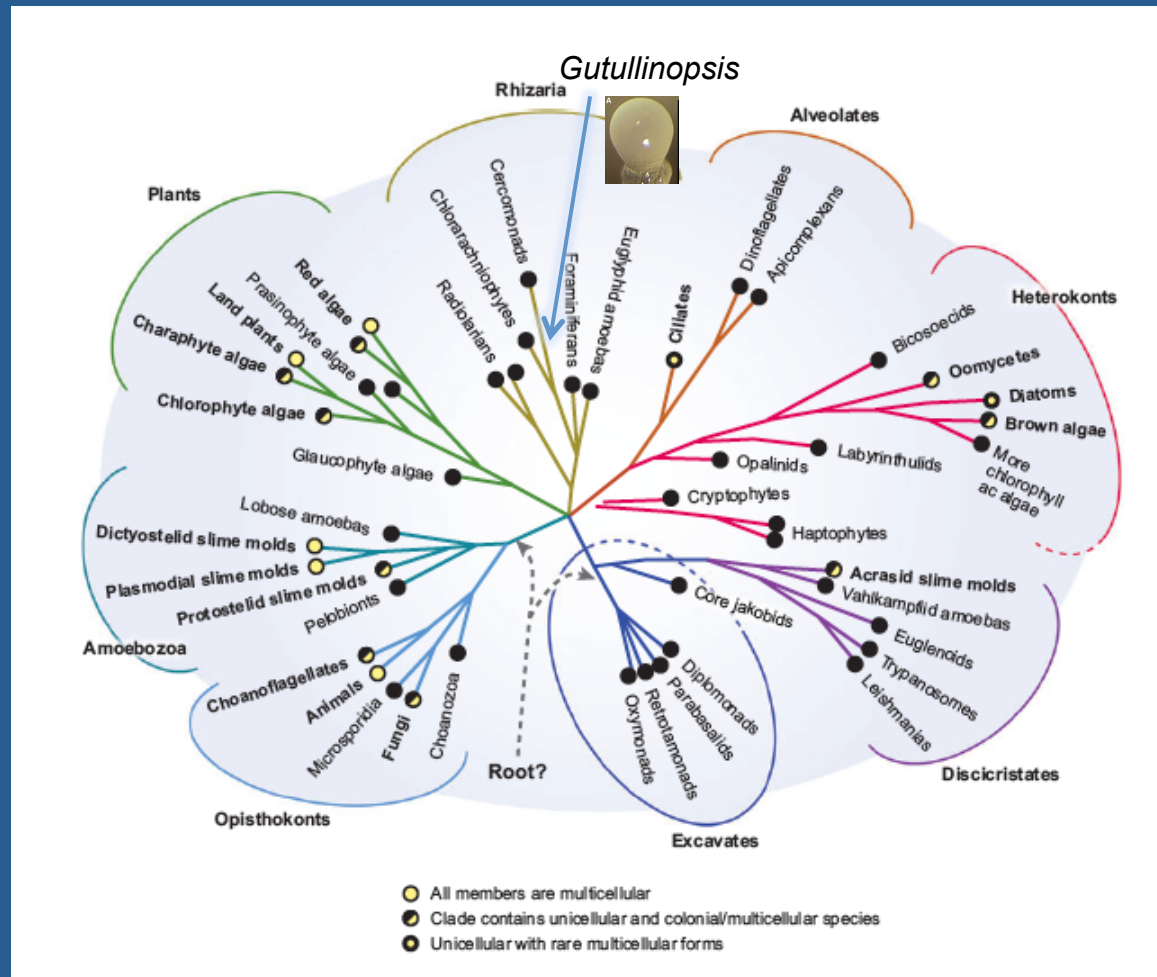 Gutullinopsis
A
Rhizaria
Alveolates
Plants
Heterokonts
Cercomonads
Chlorarachniophytes
Radiolarians
Foraminiferans
Euglyphid amoebas
Dinoflagellates
Apicomplexans
Ciliates
Red algae
Prasinophyte algae
Land plants
Charaphyte algae
Chlorophyte algae
Glaucophyte algae
Bicosoecids
Oomycetes
Diatoms
Brown algae
More
chlorophyll
ac algae
Labyrinthulids
Opalinids
Cryptophytes
Haptophytes
Lobose amoebas
Dictyostelid slime molds
Plasmodial slime molds
Protostelid slime molds
Pelobionts
Amoebozoa
Acrasid slime molds
Vahlkampfiid amoebas
Euglenoids
Trypanosomes
Leishmanias
Discicristates
Core jakobids
Diplomonads
Parabasalids
Retrotamonads
Oxymonads
Excavates
Choanoflagellates
Animals
Microsporidia
Fungi
Choanozoa
Root?
Opisthokonts
All members are multicellular
Clade contains unicellular and colonial/multicellular species
Unicellular with rare multicellular forms